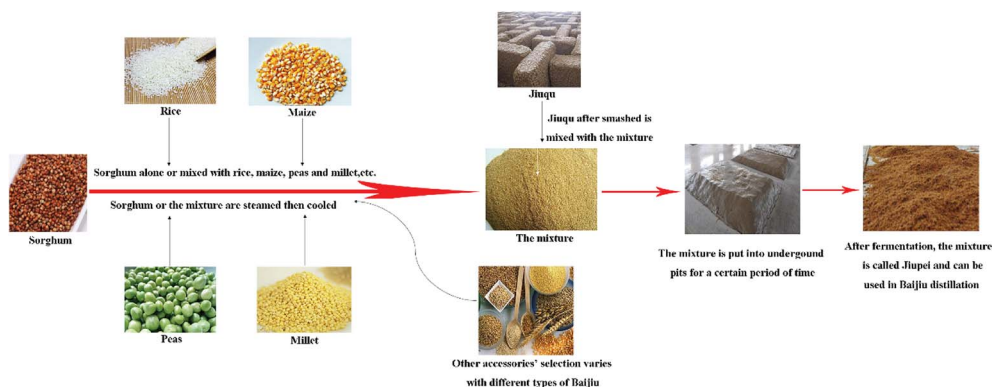 Rice
Maize
Jiuqu
Jiuqu after smashed is
mixed with the mixture
Sorghum alone or mixed with rice, maize, peas and millet,etc.
Sorghum or the mixture are steamed then cooled
Sorghum
The mixture
The mixture is put into undergound
pits for a certain period of time
After fermentation, the mixture
is called Jiupei and can be
used in Baijiu distillation
Peas
Millet
Other accessories' selection varies
with different types of Baijiu